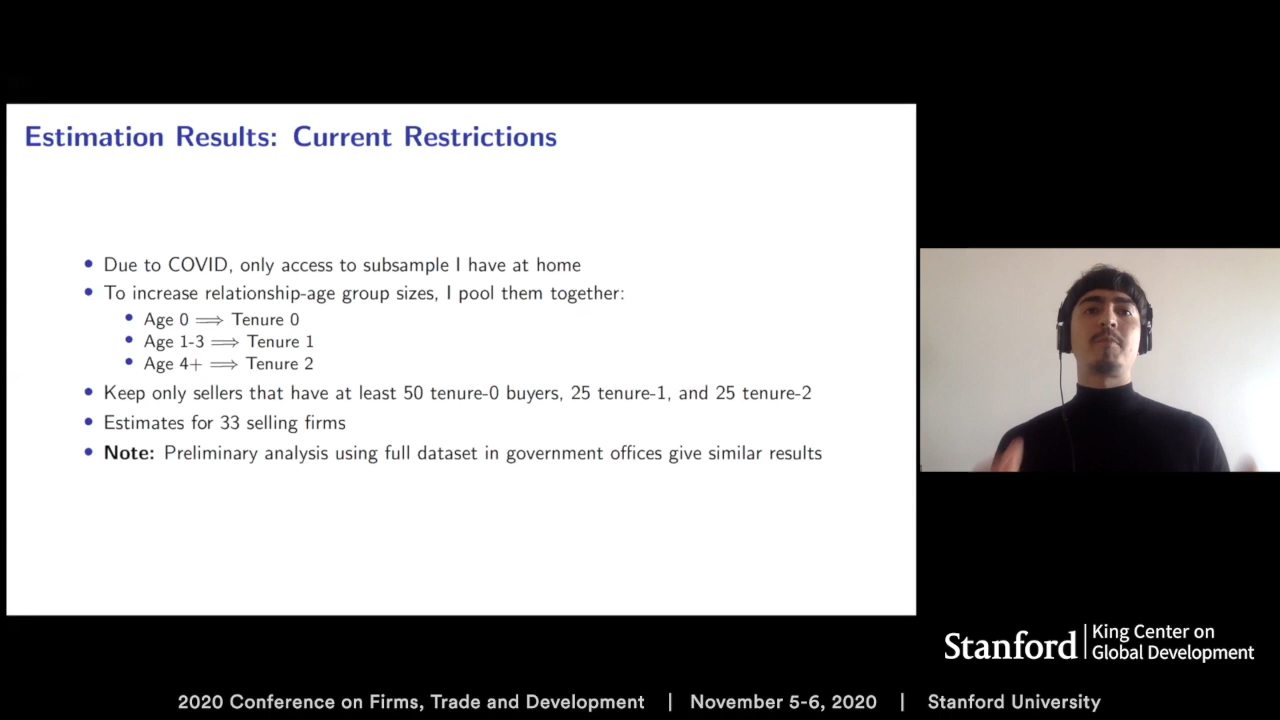 Estimation Results: Current Restrictions
• Due to COVID, only access to subsample I have at home
• To increase relationship-age group sizes, I pool them together:
• Age 0 ⟹ Tenure 0
• Age 1-3 ⟹ Tenure 1
• Age 4+ ⟹ Tenure 2
• Keep only sellers that have at least 50 tenure-0 buyers, 25 tenure-1, and 25 tenure-2
• Estimates for 33 selling firms
• Note: Preliminary analysis using full dataset in government offices give similar results
Stanford | King Center on
Global Development
2020 Conference on Firms, Trade and Development | November 5-6, 2020 | Stanford University